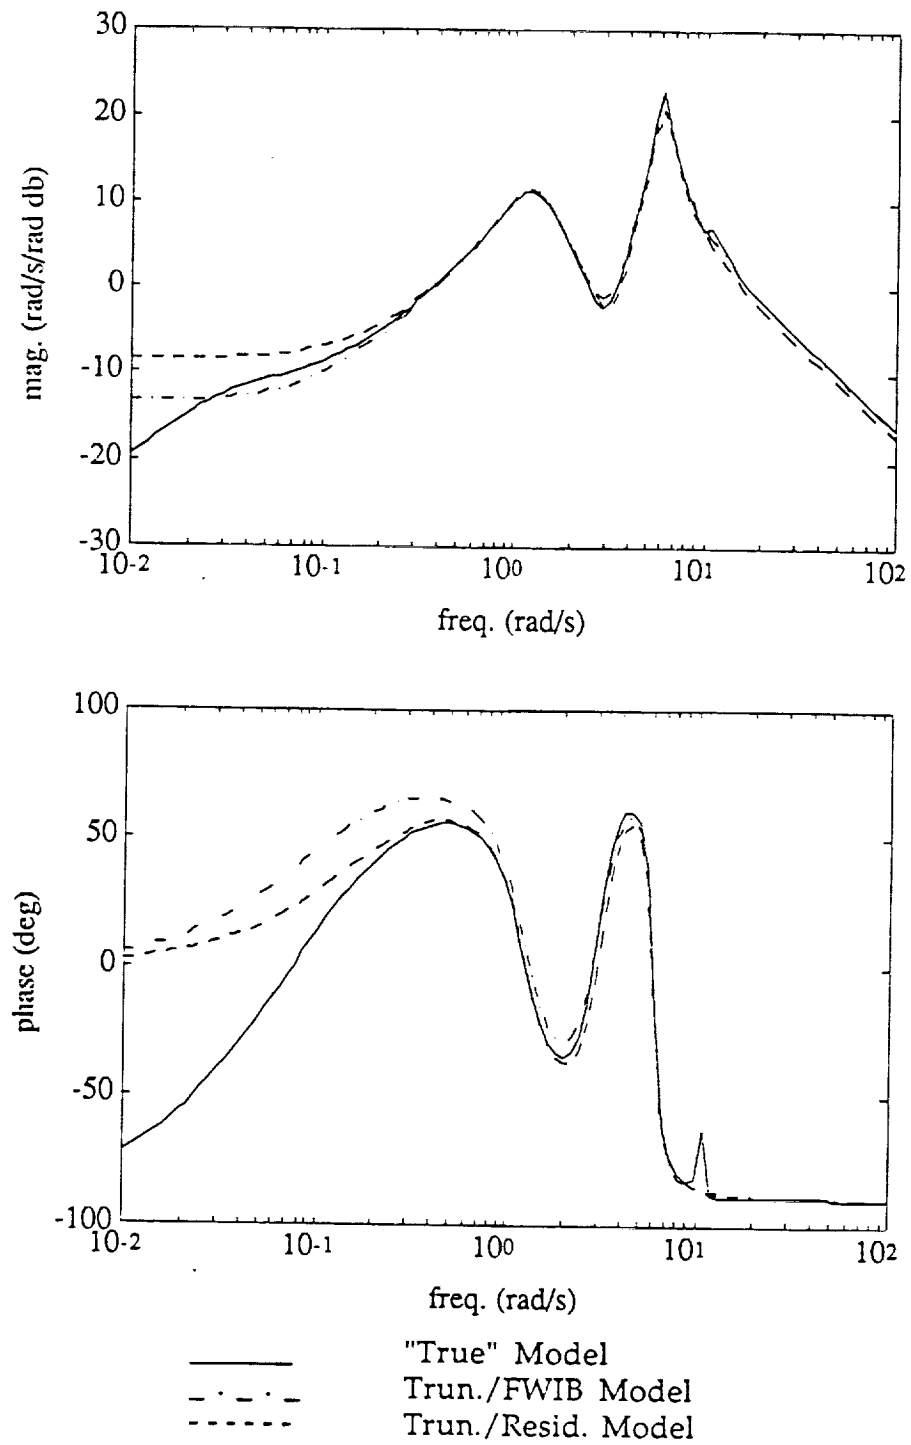 30
20
10
0
-10
-20
-30
mag. (rad/s/rad db)
10-2 10-1 100 101 102
freq. (rad/s)
100
50
0
-50
-100
phase (deg)
10-2 10-1 100 101 102
freq. (rad/s)
"True" Model
Trun./FWIB Model
Trun./Resid. Model